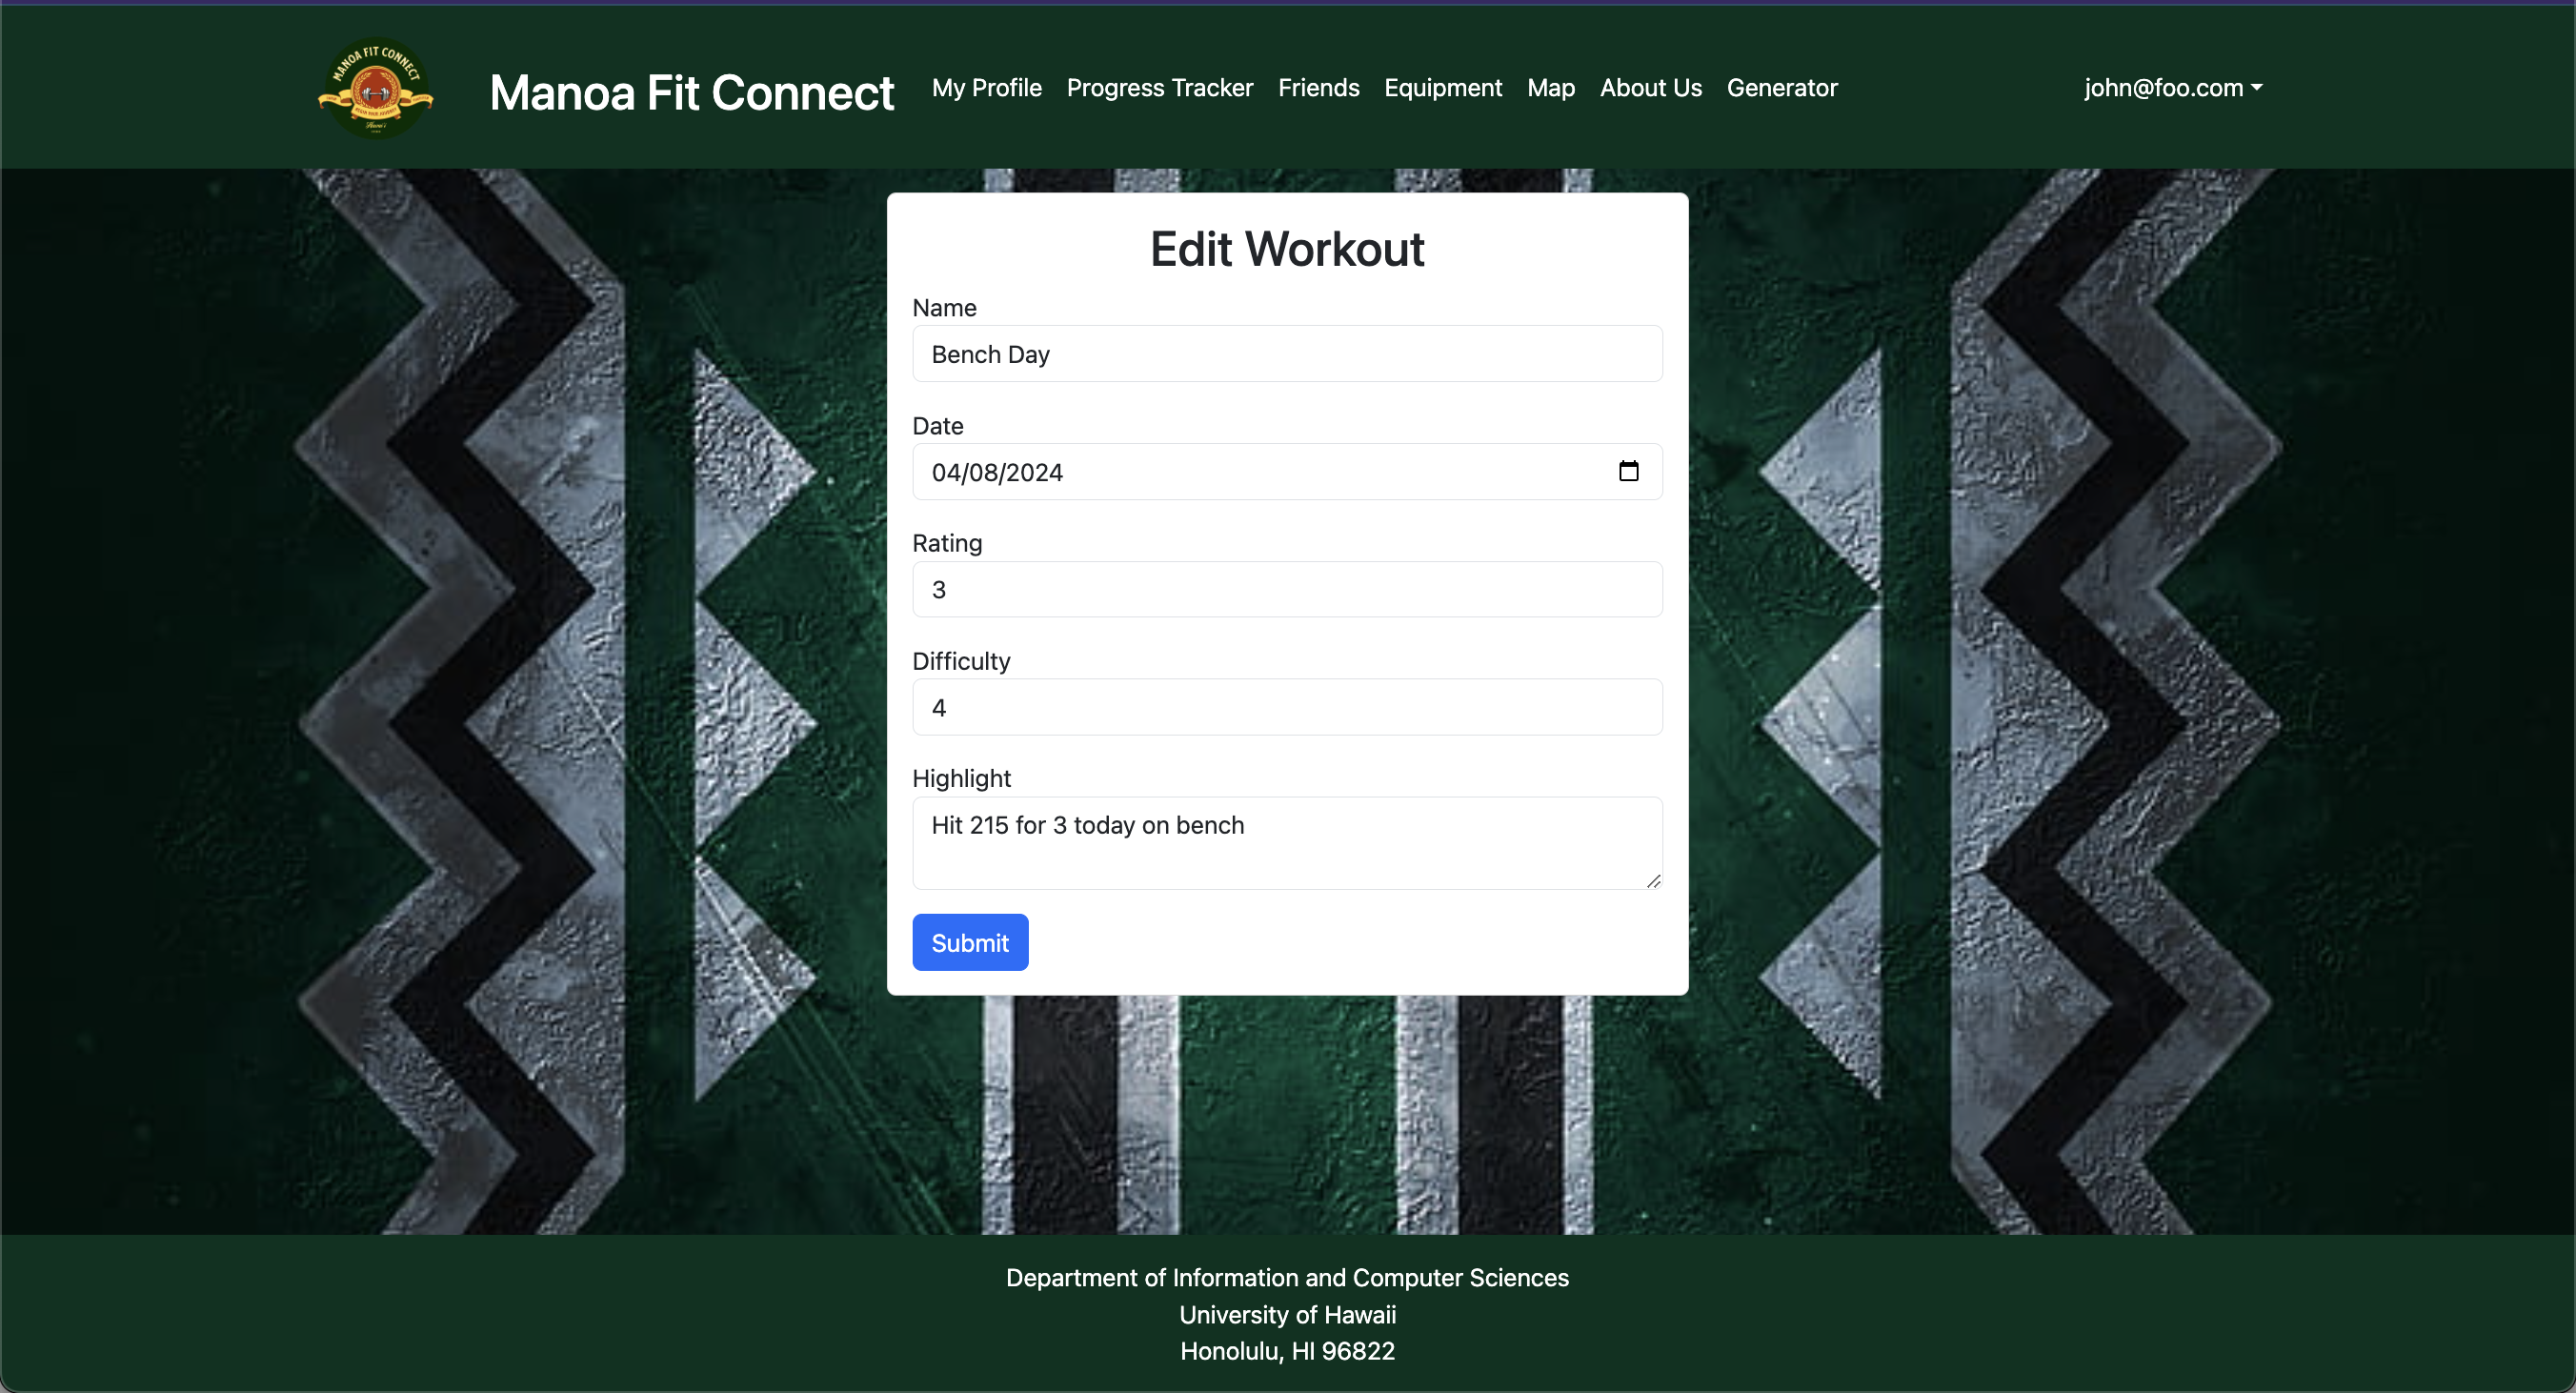 MANOA FIT CONNECT
Manoa Fit Connect
My Profile Progress Tracker Friends Equipment Map About Us Generator
john@foo.com
Edit Workout
Name
Bench Day
Date
04/08/2024
Rating
3
Difficulty
4
Highlight
Hit 215 for 3 today on bench
Submit
Department of Information and Computer Sciences
University of Hawaii
Honolulu, HI 96822